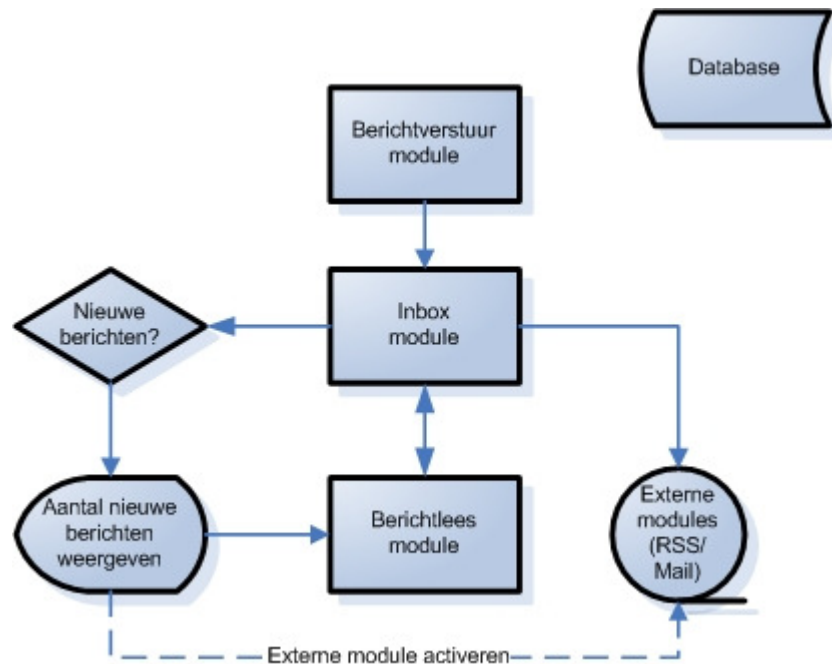 Database
Berichtverstuur
module
Nieuwe
berichten?
Inbox
module
Aantal nieuwe
berichten
weergeven
Berichtlees
module
Externe
modules
(RSS/
Mail)
Externe module activeren